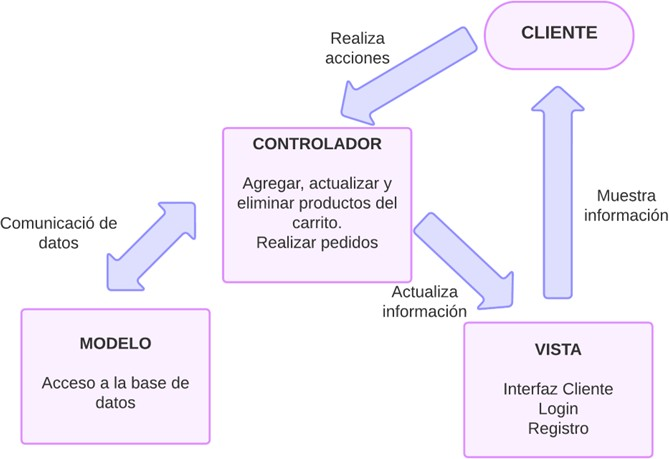 CLIENTE
Realiza
acciones
CONTROLADOR
Agregar, actualizar y
eliminar productos del
carrito.
Realizar pedidos
Comunicació de
datos
Muestra
información
Actualiza
información
MODELO
Acceso a la base de
datos
VISTA
Interfaz Cliente
Login
Registro